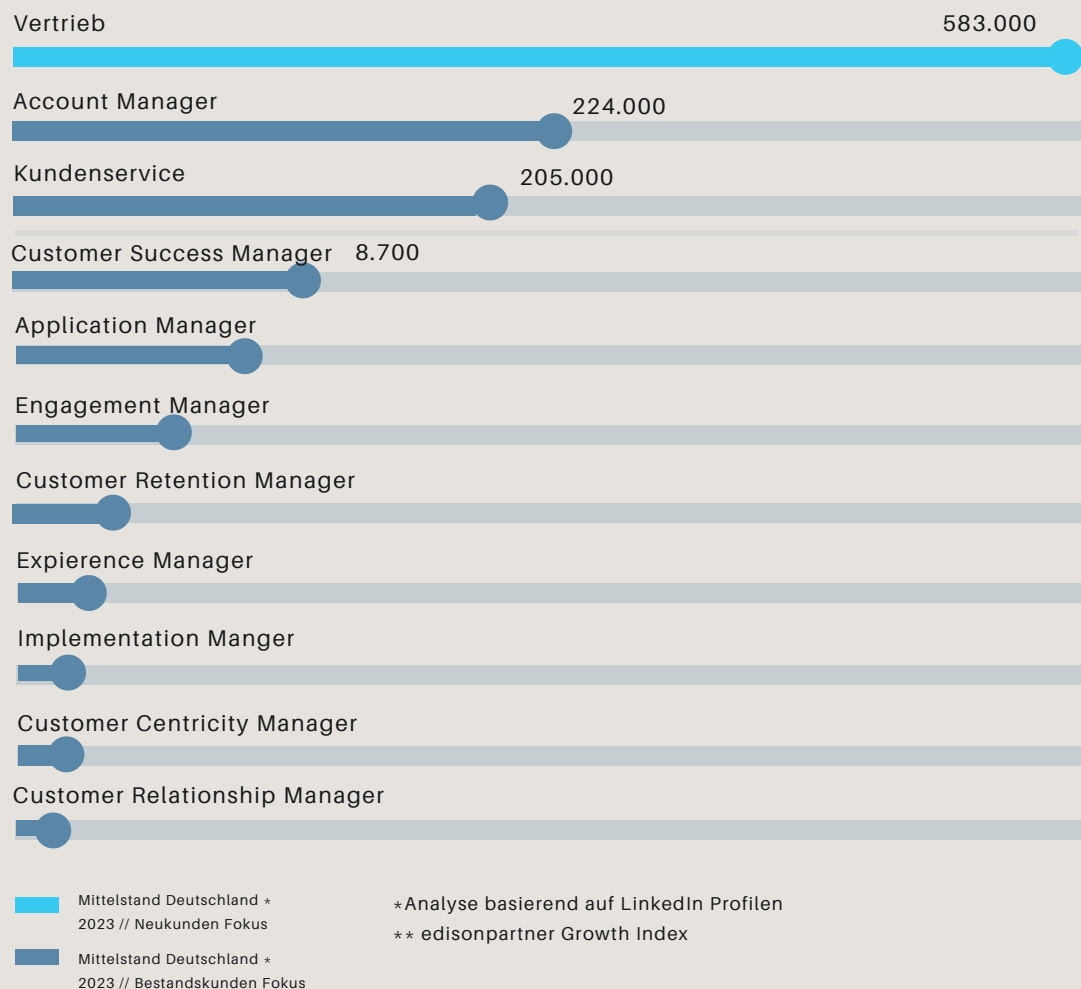 Vertrieb 583.000
Account Manager 224.000
Kundenservice 205.000
Customer Success Manager 8.700
Application Manager
Engagement Manager
Customer Retention Manager
Expierence Manager
Implementation Manger
Customer Centricity Manager
Customer Relationship Manager
Mittelstand Deutschland *
2023 // Neukunden Fokus
Mittelstand Deutschland *
2023 // Bestandskunden Fokus
*Analyse basierend auf LinkedIn Profilen
** edisonpartner Growth Index